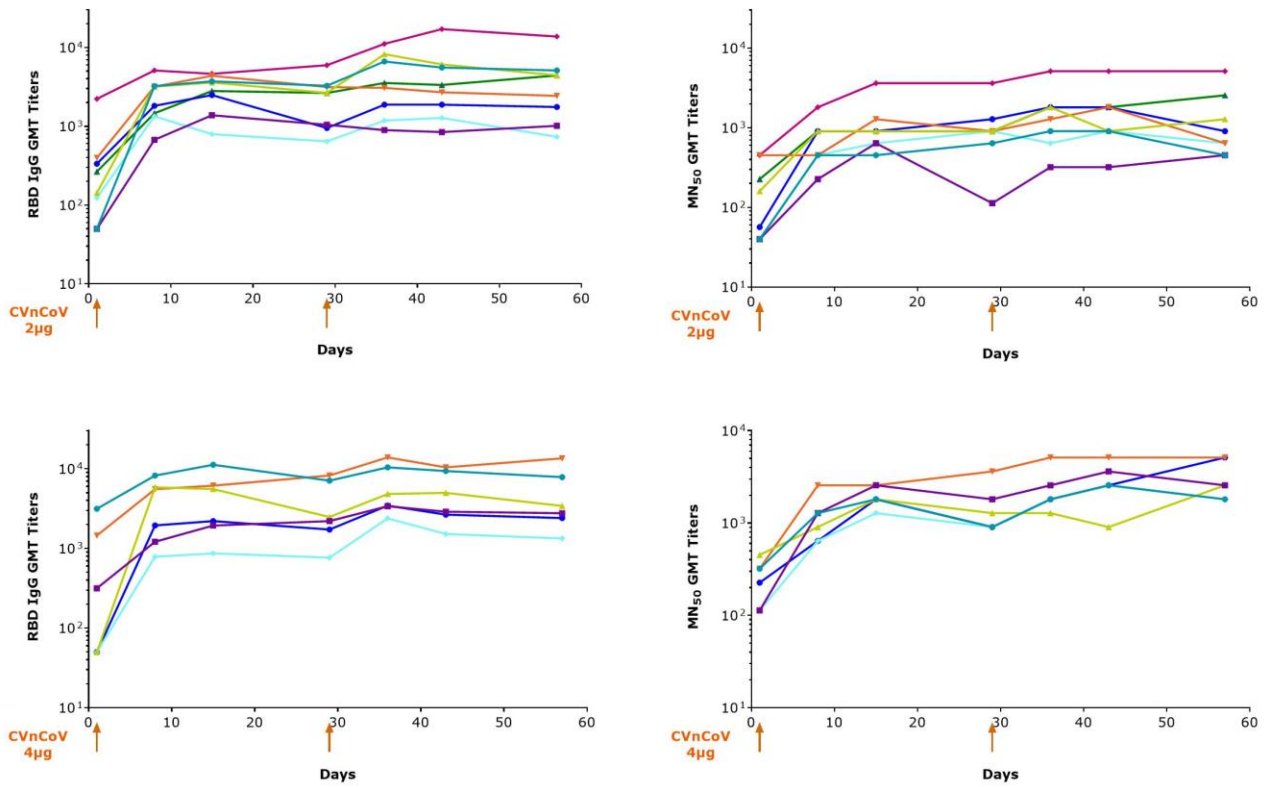 10⁴
10³
10²
10¹
RBD IgG GMT Titers
0 10 20 30 40 50 60
CVnCoV
2µg
Days
10⁴
10³
10²
10¹
MN₅₀ GMT Titers
0 10 20 30 40 50 60
CVnCoV
2µg
Days
10⁴
10³
10²
10¹
RBD IgG GMT Titers
0 10 20 30 40 50 60
CVnCoV
4µg
Days
10⁴
10³
10²
10¹
MN₅₀ GMT Titers
0 10 20 30 40 50 60
CVnCoV
4µg
Days